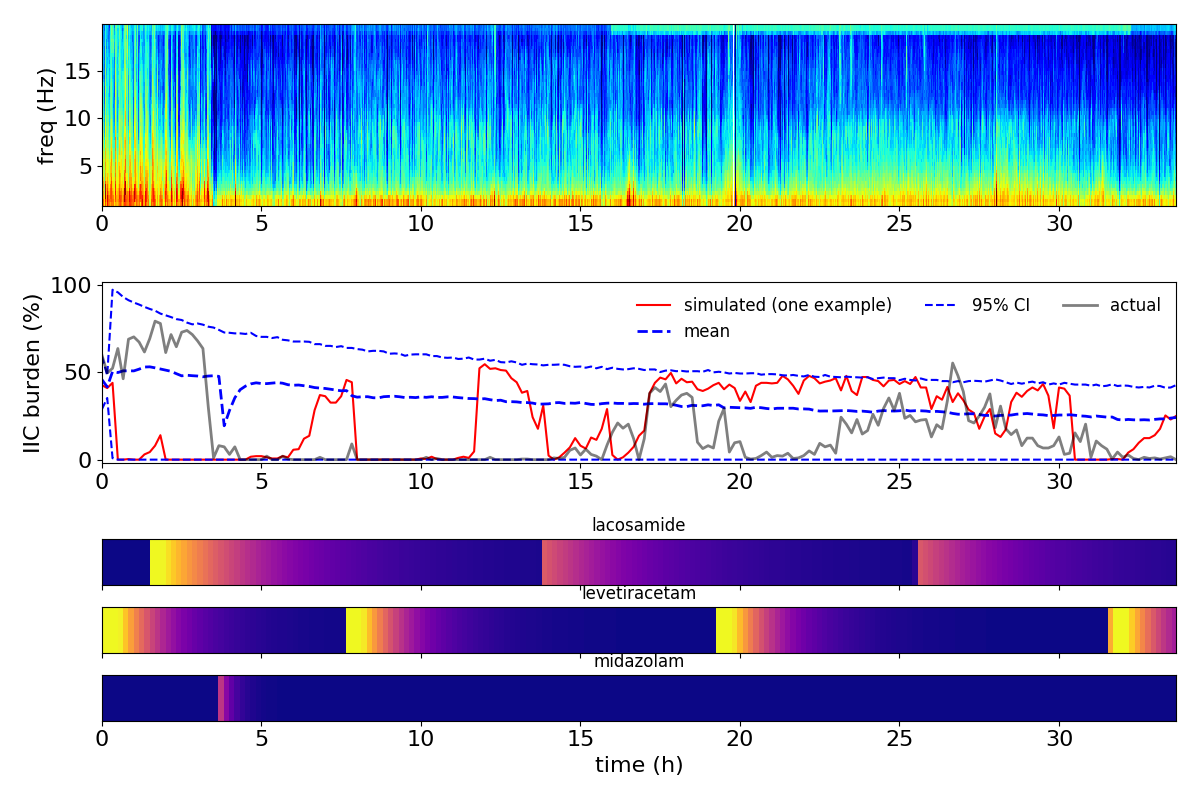 15
10
5
freq (Hz)
0 5 10 15 20 25 30
100
50
0
IIC burden (%)
simulated (one example) 95% CI actual
mean
0 5 10 15 20 25 30
lacosamide
levetiracetam
midazolam
0 5 10 15 20 25 30
time (h)